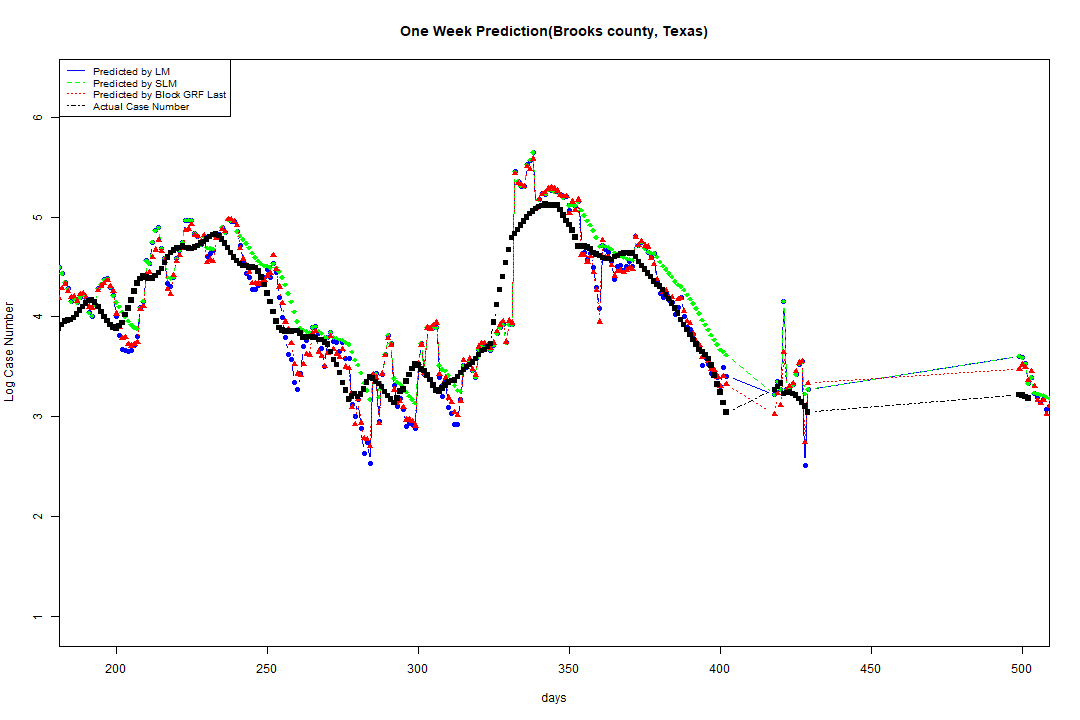 One Week Prediction(Brooks county, Texas)
Predicted by LM
Predicted by SLM
Predicted by Block GRF Last
Actual Case Number
6
5
4
3
2
1
Log Case Number
200 250 300 350 400 450 500
days